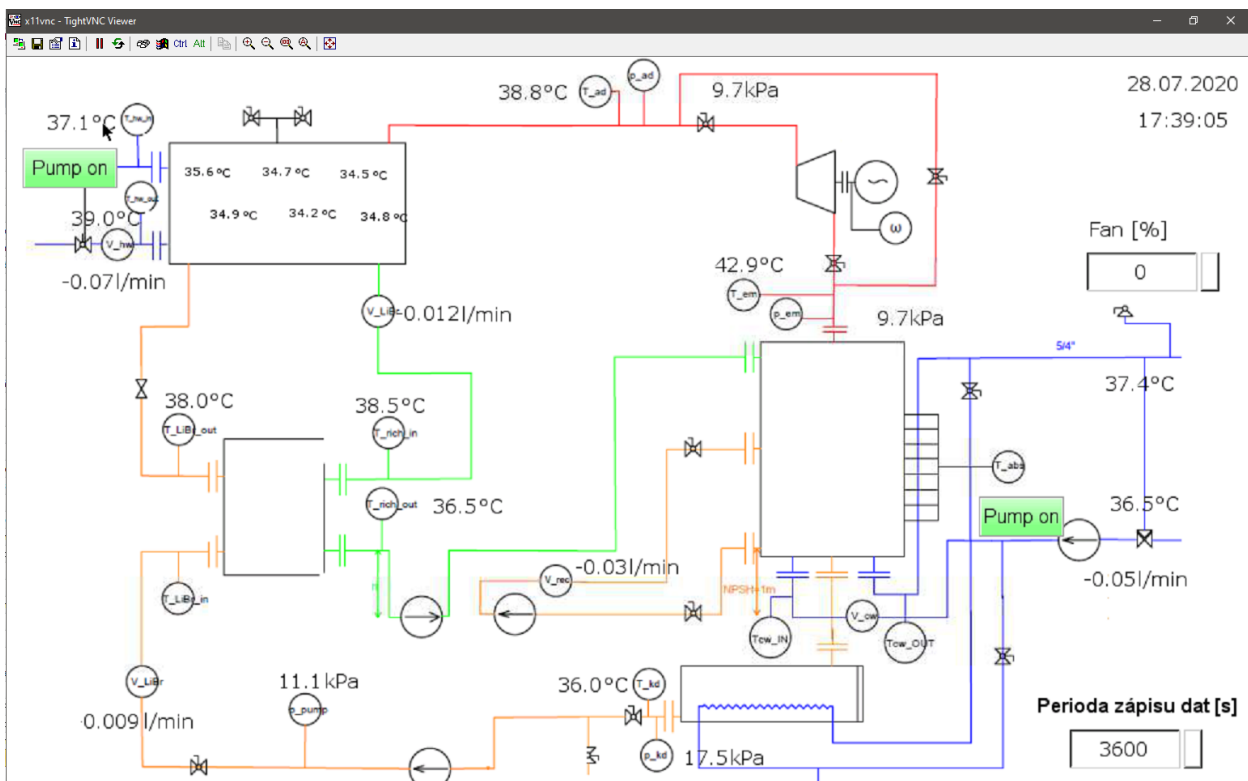 x11vnc - TightVNC Viewer
Ctrl Alt
28.07.2020
17:39:05
38.8°C
T_ad
p_ad
9.7kPa
37.1°C
T_hw_in
Pump on
35.6 °C 34.7 °C 34.5 °C
34.9 °C 34.2 °C 34.8 °C
T_hw_out
39.0°C
V_hw
-0.07l/min
ω
Fan [%]
0
42.9°C
T_em
p_em
9.7kPa
-0.012l/min
5/4"
37.4°C
38.0°C
T_LiBr_out
38.5°C
T_rich_in
T_rich_out
36.5°C
T_abs
Pump on
36.5°C
-0.05l/min
T_LiBr_in
V_rec
-0.03l/min
NPSH=1m
Tcw_IN
V_cw
Tcw_OUT
V_LiBr
-0.009l/min
11.1kPa
p_pump
36.0°C
T_kd
p_kd
17.5kPa
Perioda zápisu dat [s]
3600